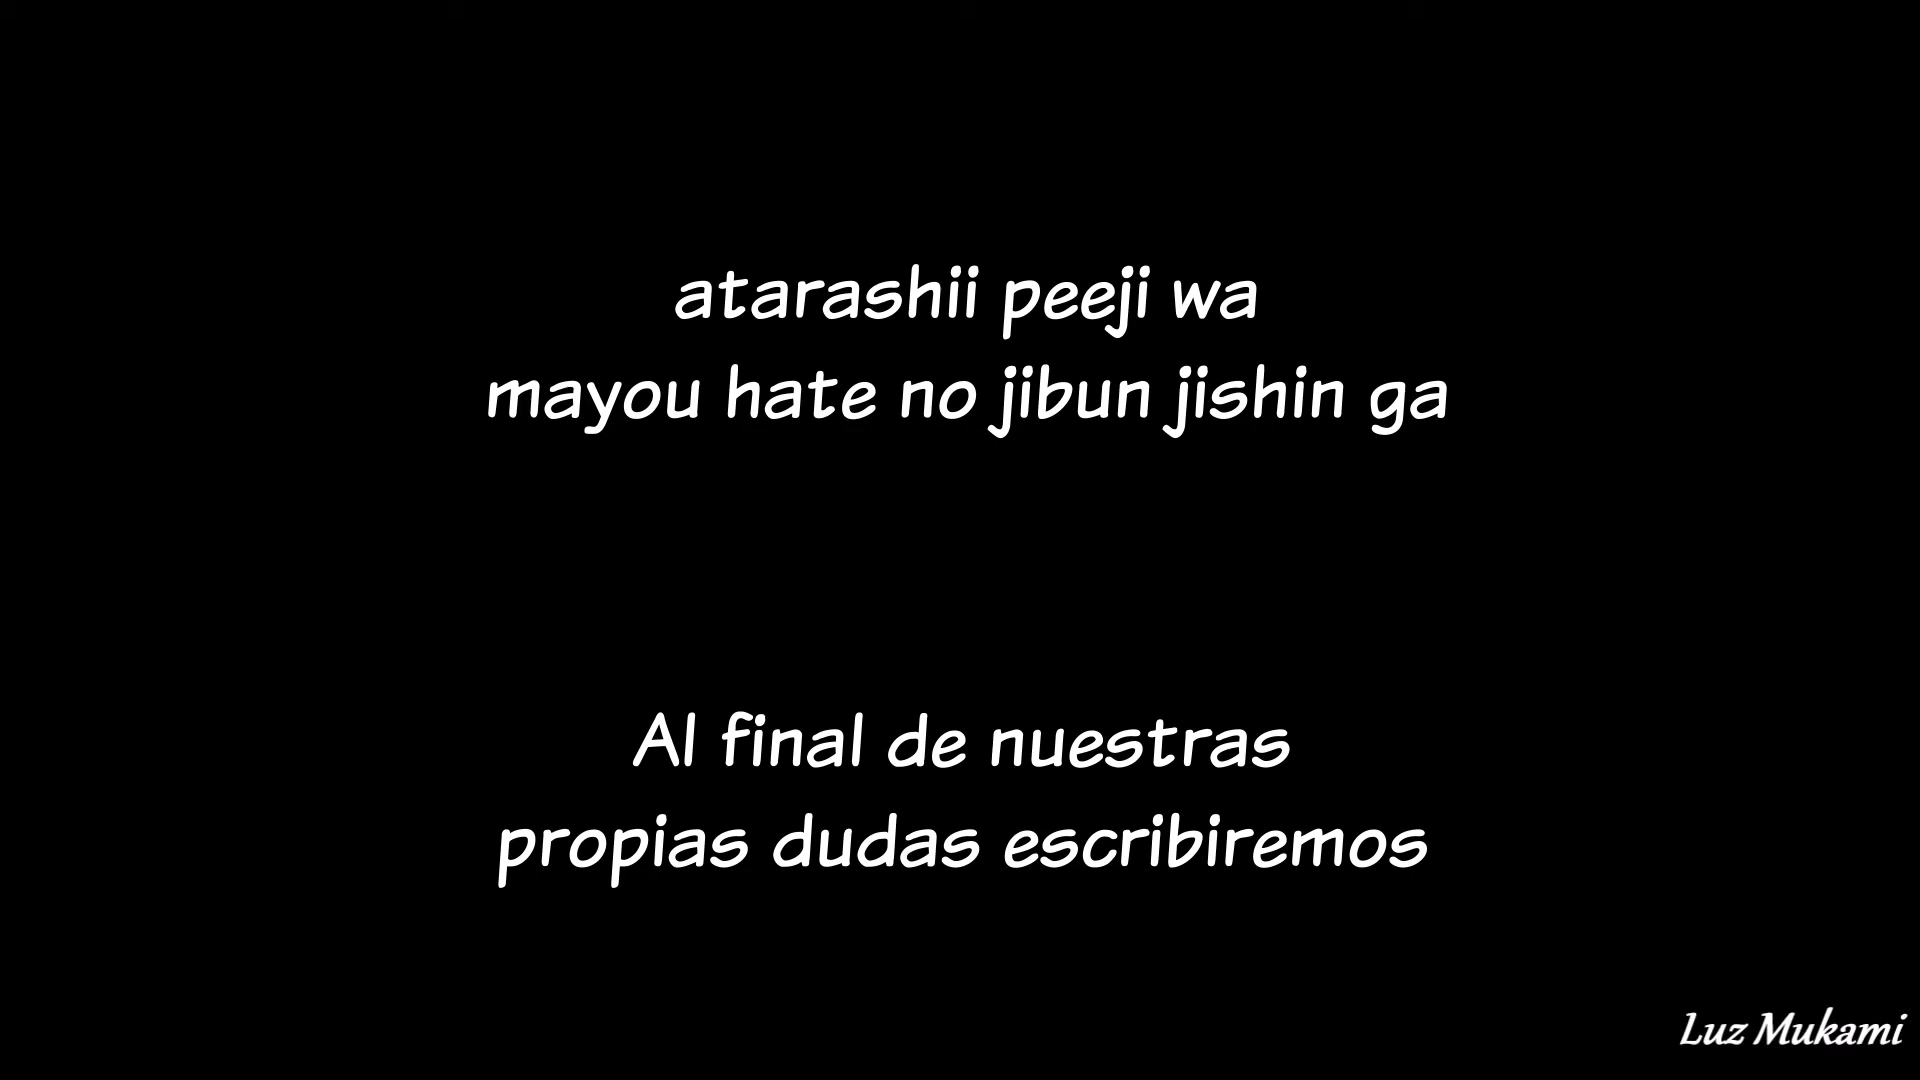 atarashii peeji wa
mayou hate no jibun jishin ga
Al final de nuestras
propias dudas escribiremos
Luz Mukami